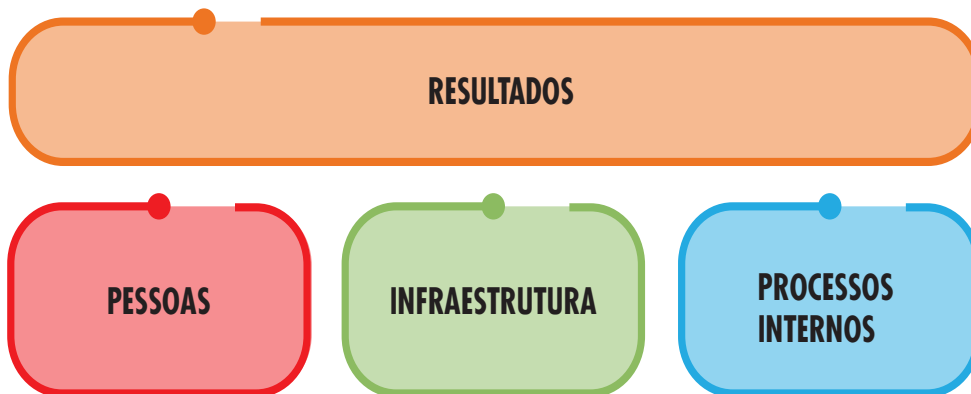 RESULTADOS
PESSOAS
INFRAESTRUTURA
PROCESSOS
INTERNOS